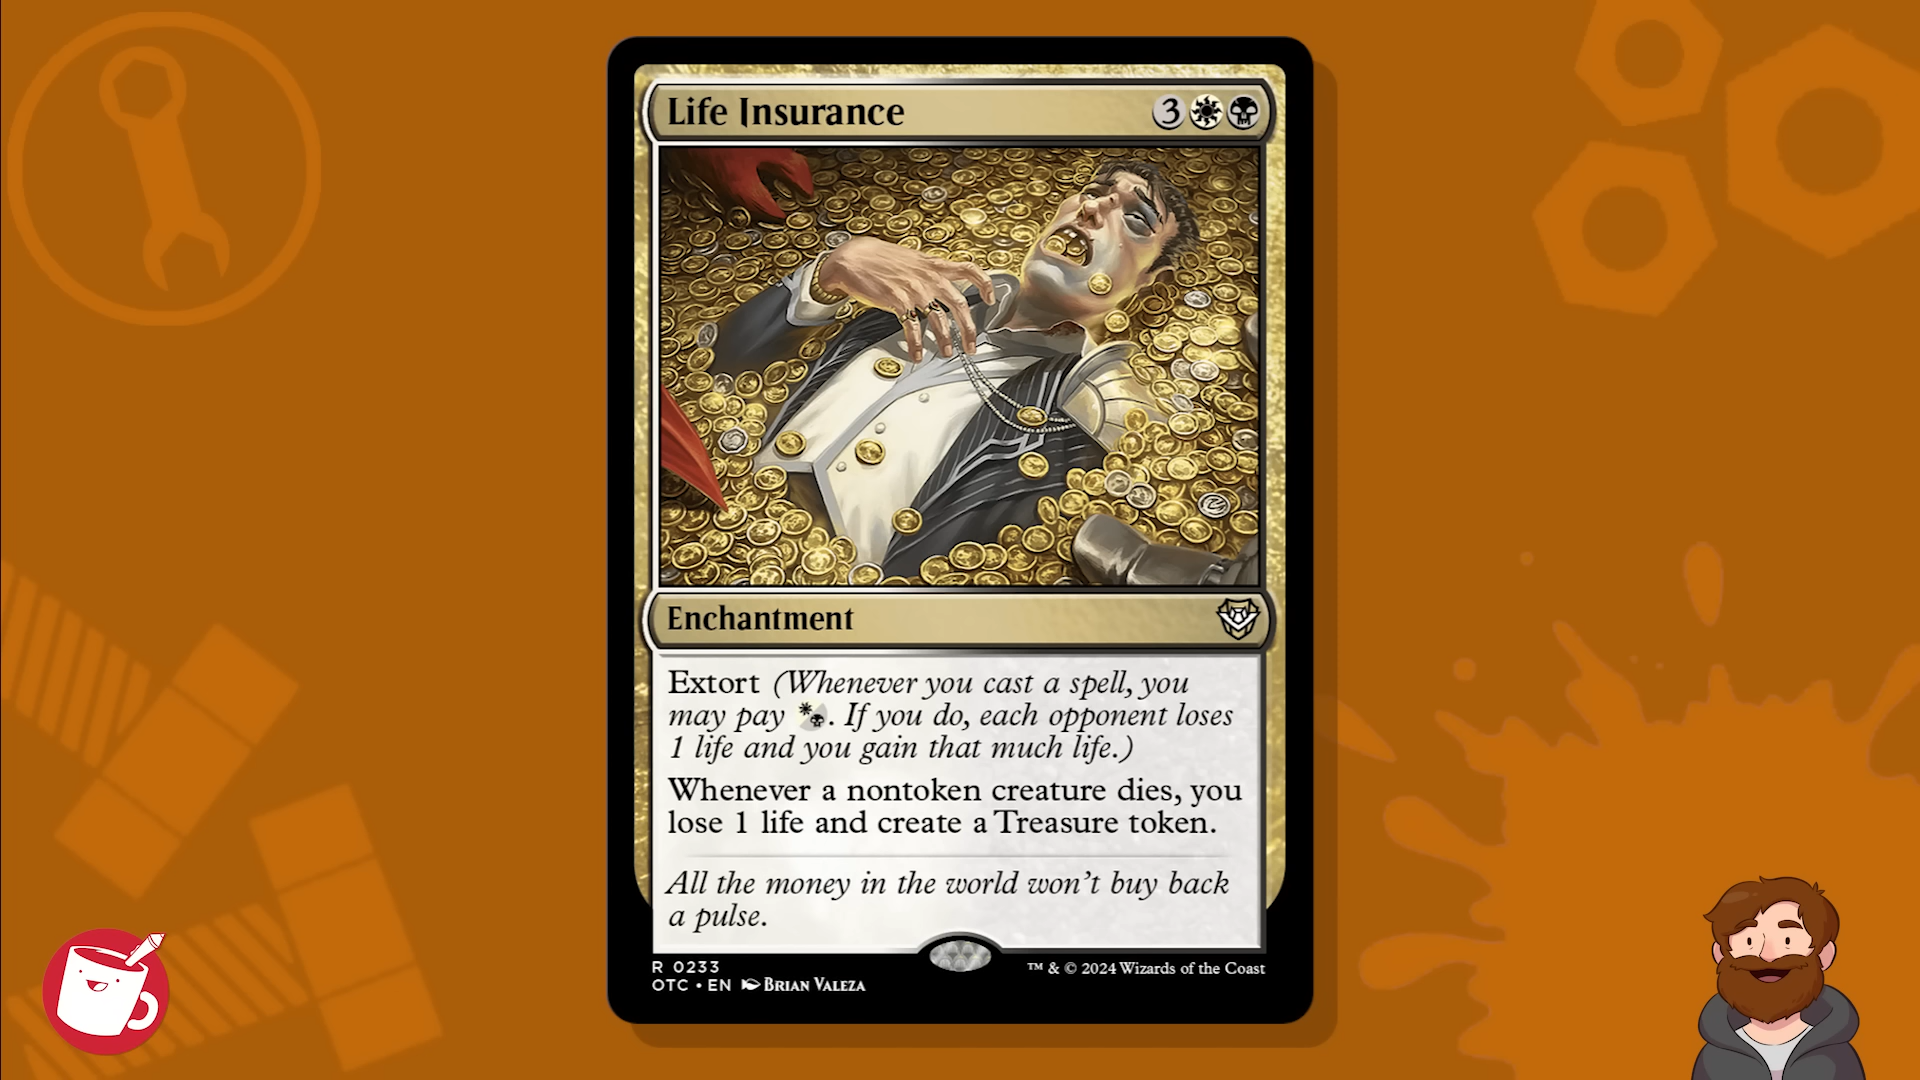 Life Insurance 3
Enchantment
Extort (Whenever you cast a spell, you
may pay . If you do, each opponent loses
1 life and you gain that much life.)
Whenever a nontoken creature dies, you
lose 1 life and create a Treasure token.
All the money in the world won't buy back
a pulse.
R 0233
OTC • EN BRIAN VALEZA
™ & © 2024 Wizards of the Coast